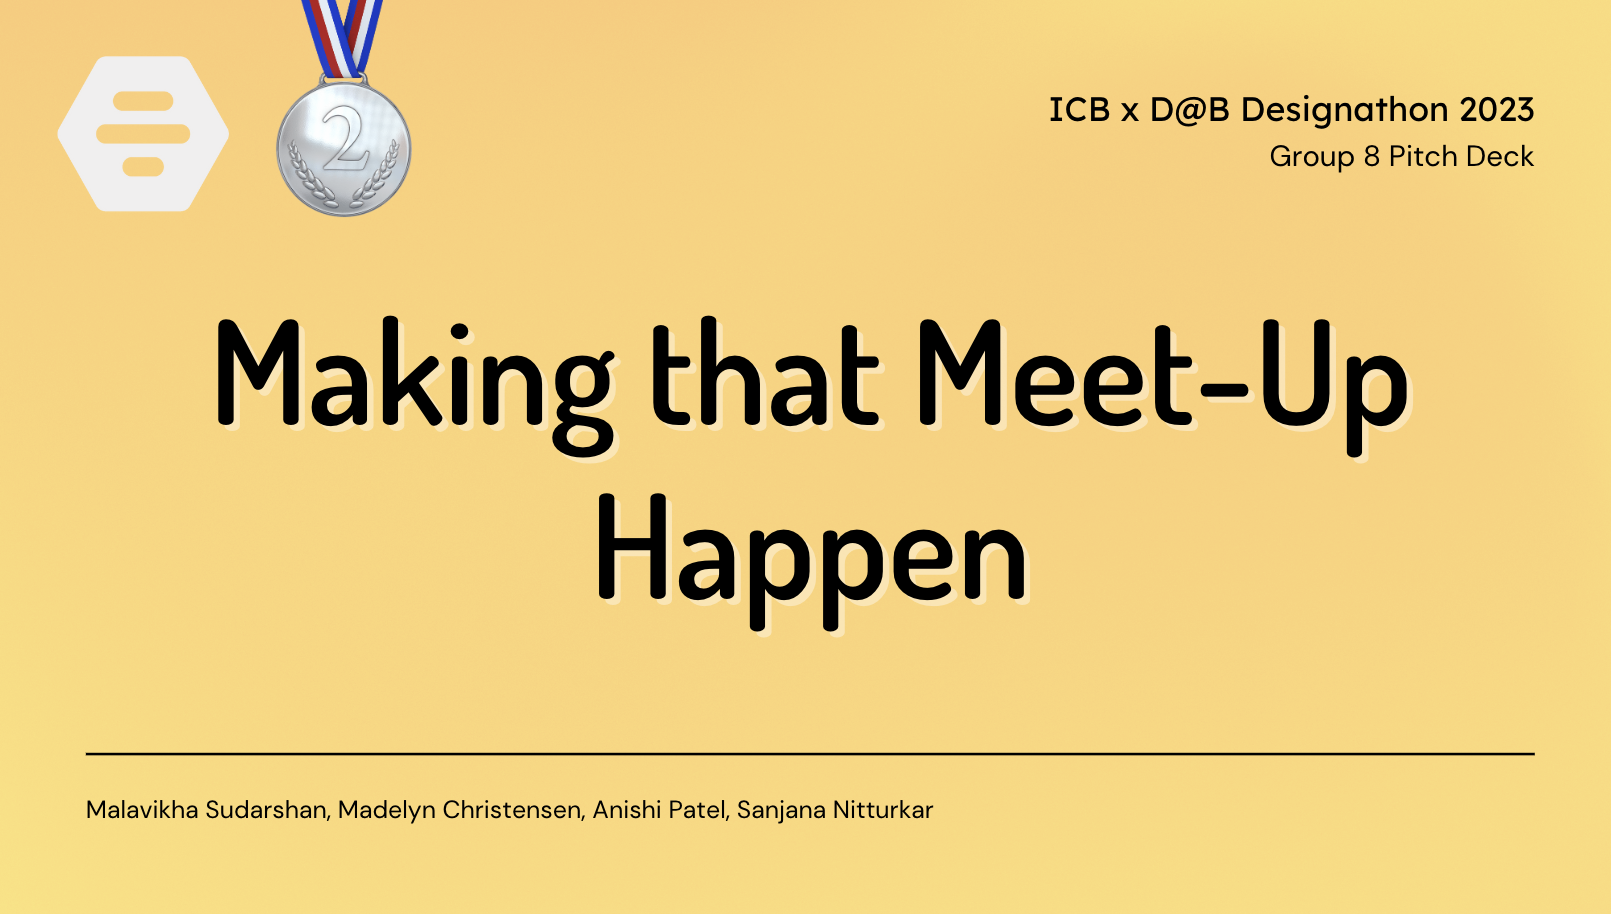 2
ICB x D@B Designathon 2023
Group 8 Pitch Deck
Making that Meet-Up
Happen
Malavikha Sudarshan, Madelyn Christensen, Anishi Patel, Sanjana Nitturkar